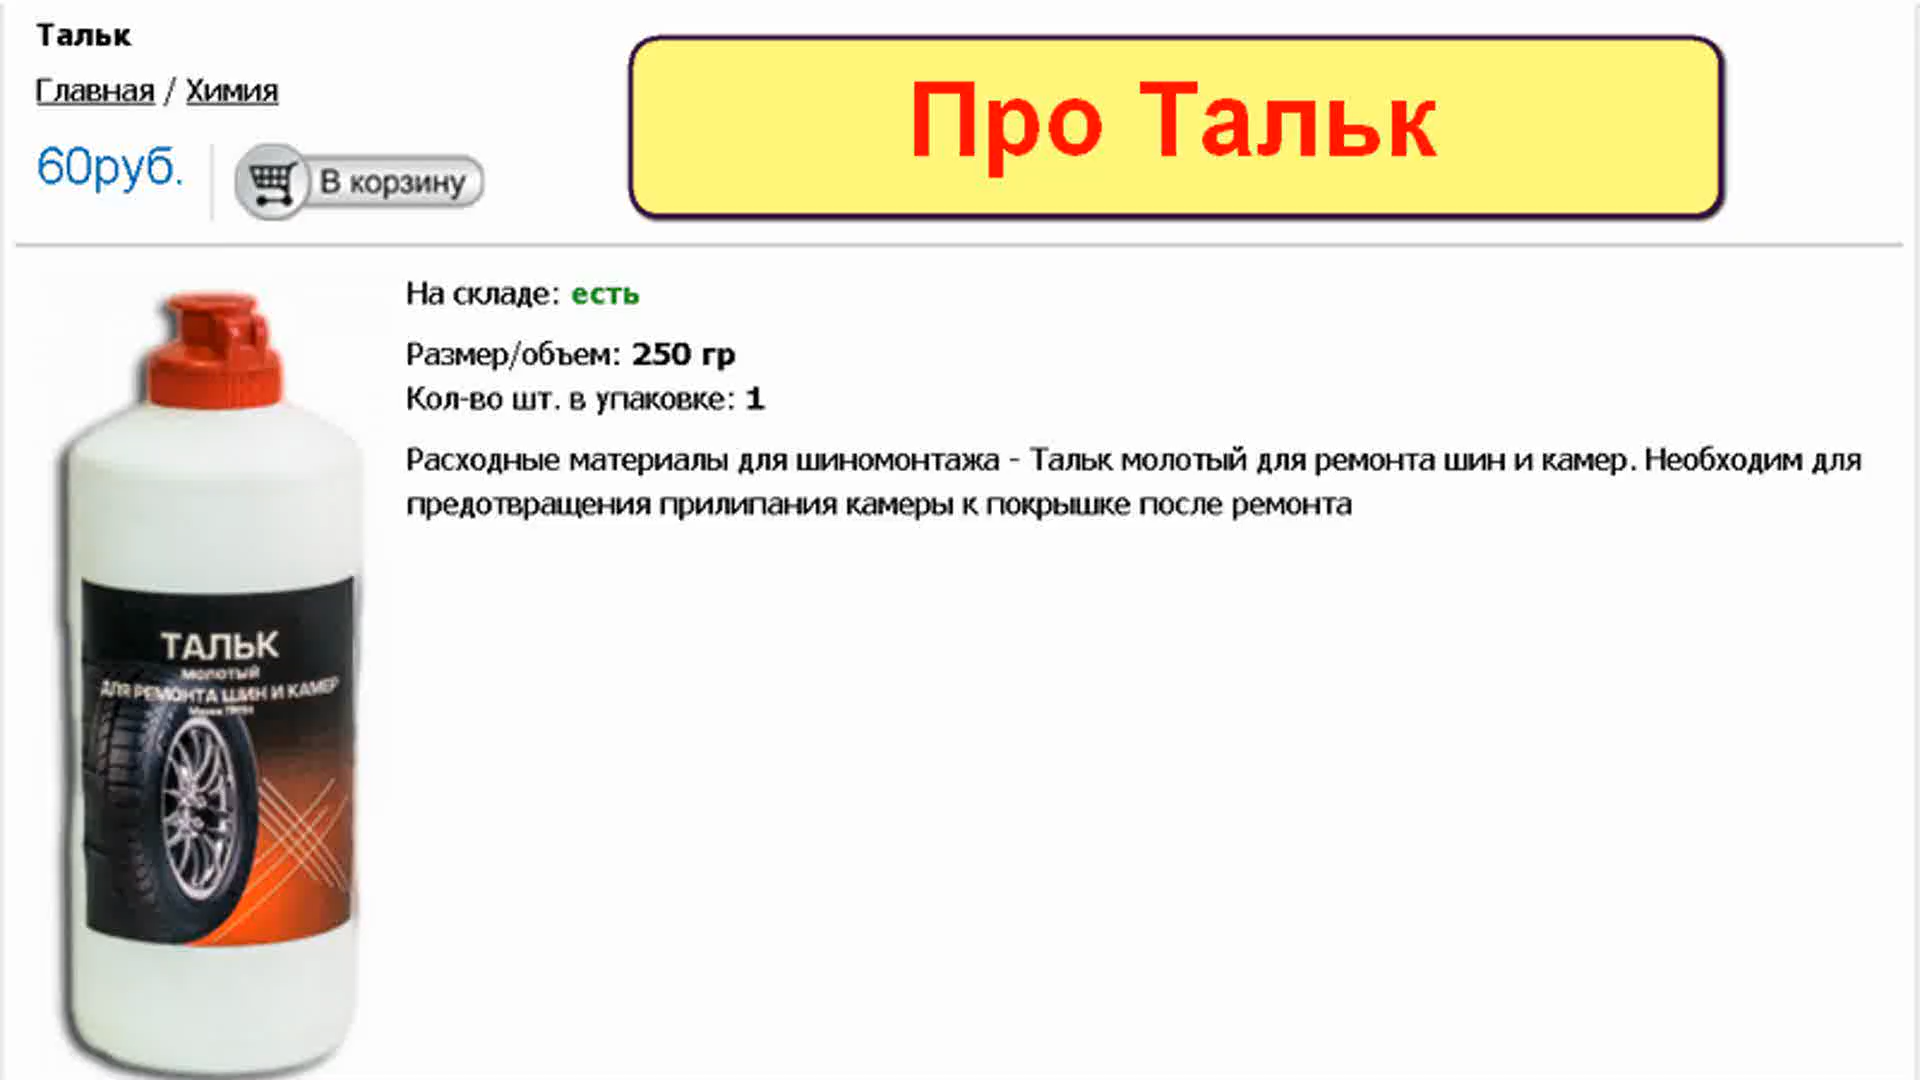 Тальк
Главная / Химия
60руб.
В корзину
Про Тальк
На складе: есть
Размер/объем: 250 гр
Кол-во шт. в упаковке: 1
Расходные материалы для шиномонтажа - Тальк молотый для ремонта шин и камер. Необходим для
предотвращения прилипания камеры к покрышке после ремонта
ТАЛЬК
молотый
ДЛЯ РЕМОНТА ШИН И КАМЕР